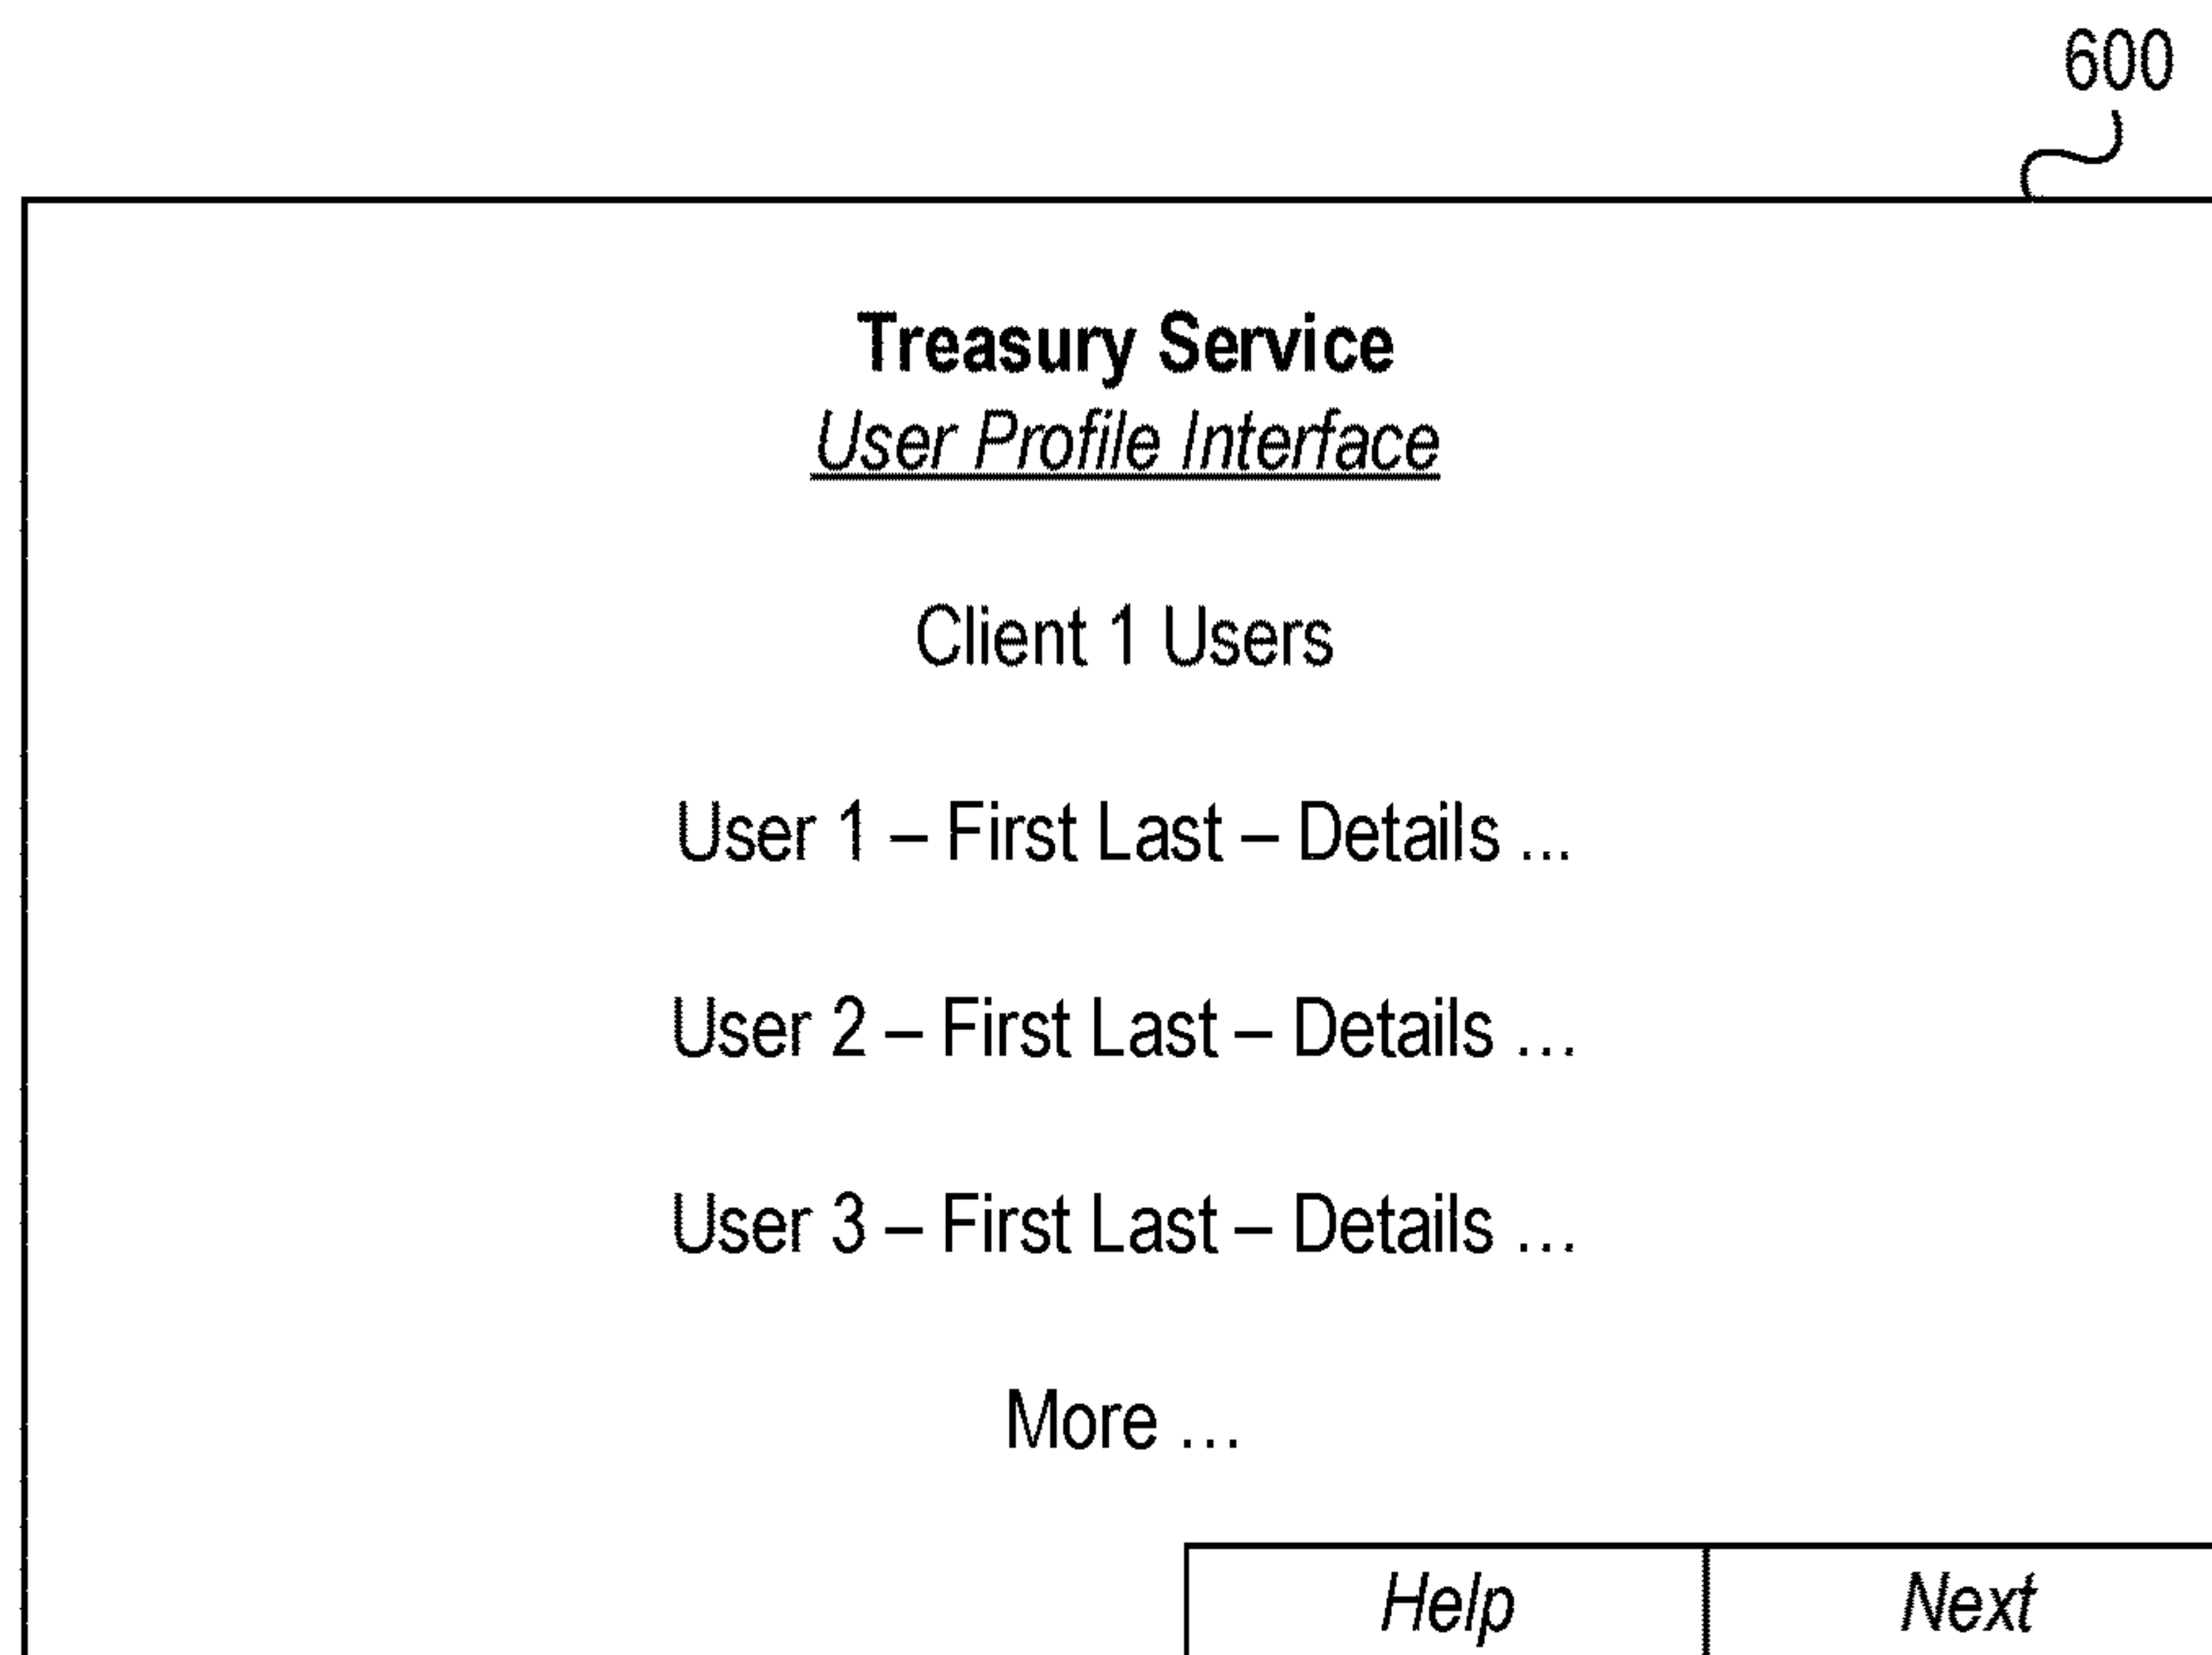 600
Treasury Service
User Profile Interface
Client 1 Users
User 1 – First Last – Details ...
User 2 – First Last – Details ...
User 3 – First Last – Details ...
More ...
Help Next